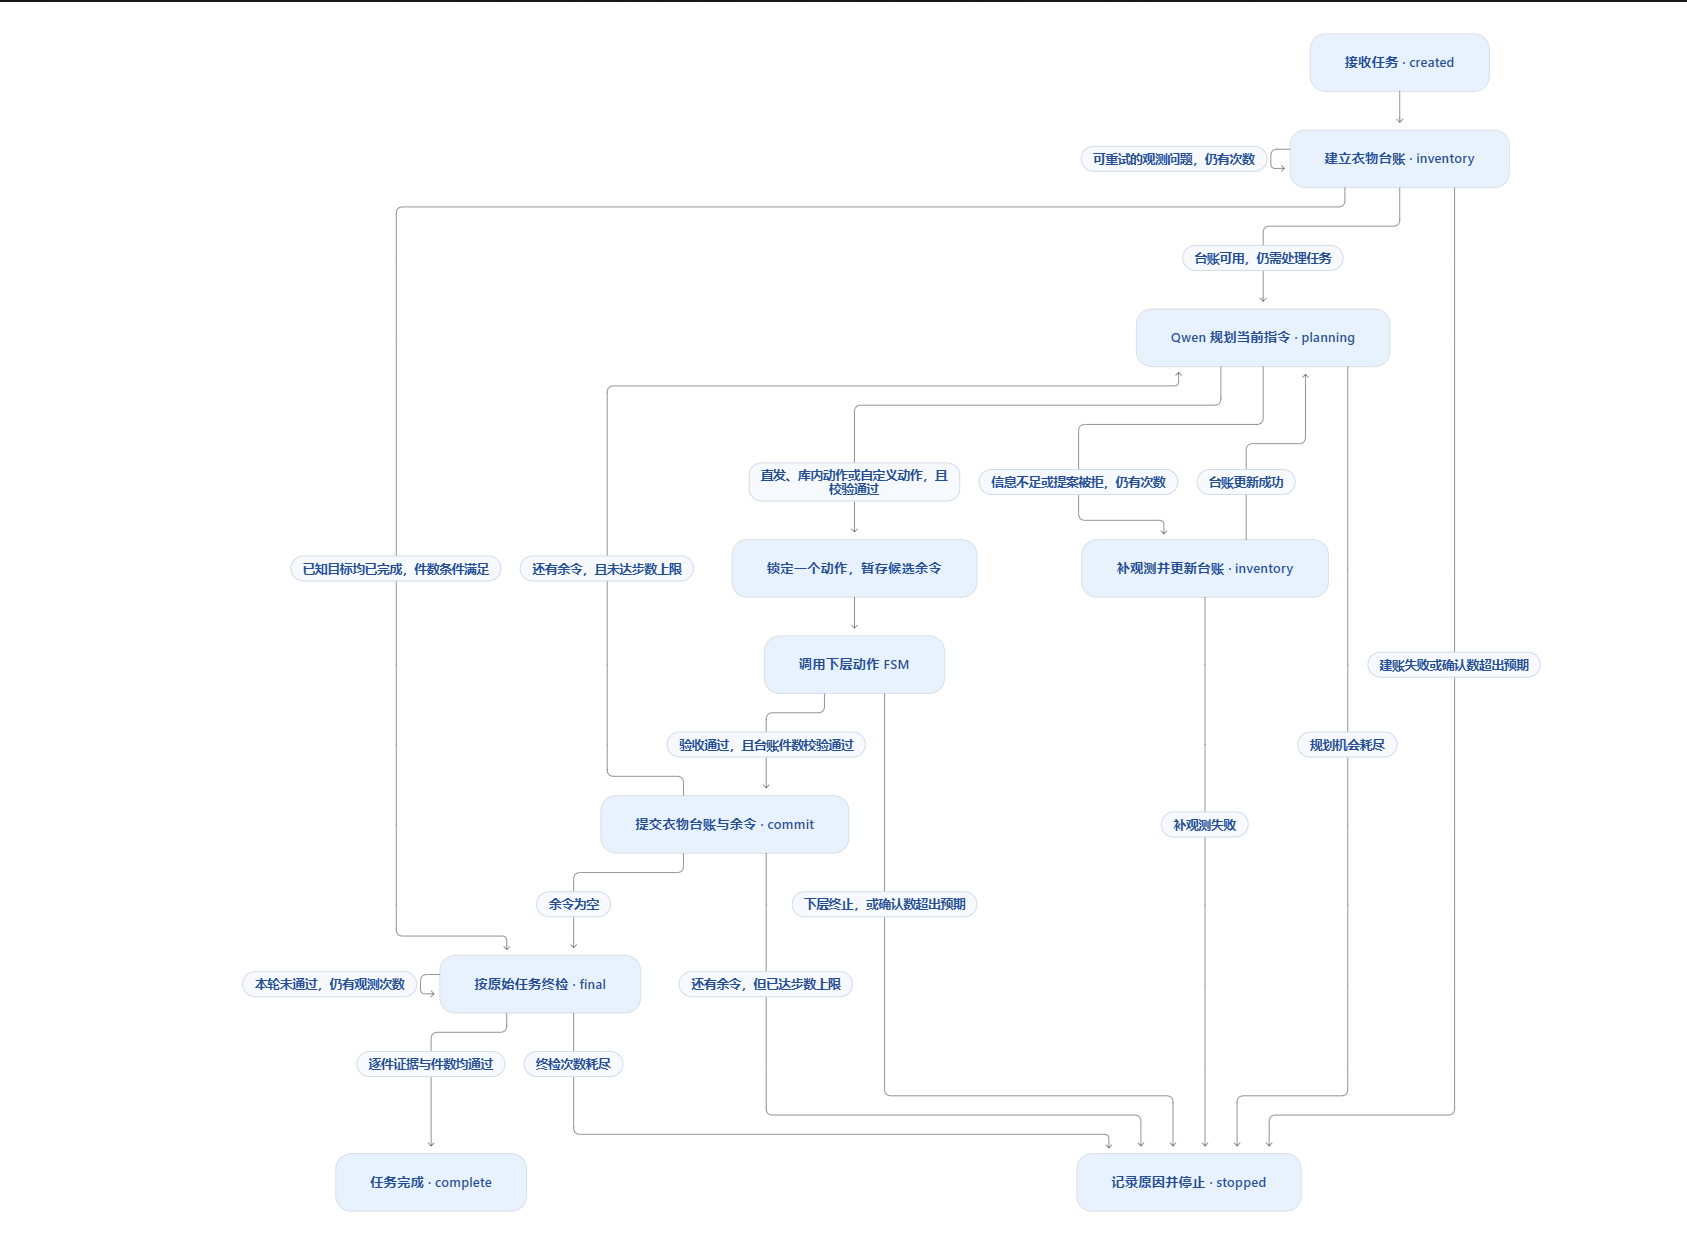 接收任务 · created
可重试的观测问题，仍有次数
建立衣物台账 · inventory
台账可用，仍需处理任务
Qwen 规划当前指令 · planning
直发、库内动作或自定义动作，且
校验通过
信息不足或提案被拒，仍有次数
台账更新成功
已知目标均已完成，件数条件满足
还有余令，且未达步数上限
锁定一个动作，暂存候选余令
补观测并更新台账 · inventory
调用下层动作 FSM
建账失败或确认数超出预期
验收通过，且台账件数校验通过
规划机会耗尽
提交衣物台账与余令 · commit
补观测失败
余令为空
下层终止，或确认数超出预期
本轮未通过，仍有观测次数
按原始任务终检 · final
还有余令，但已达步数上限
逐件证据与件数均通过
终检次数耗尽
任务完成 · complete
记录原因并停止 · stopped